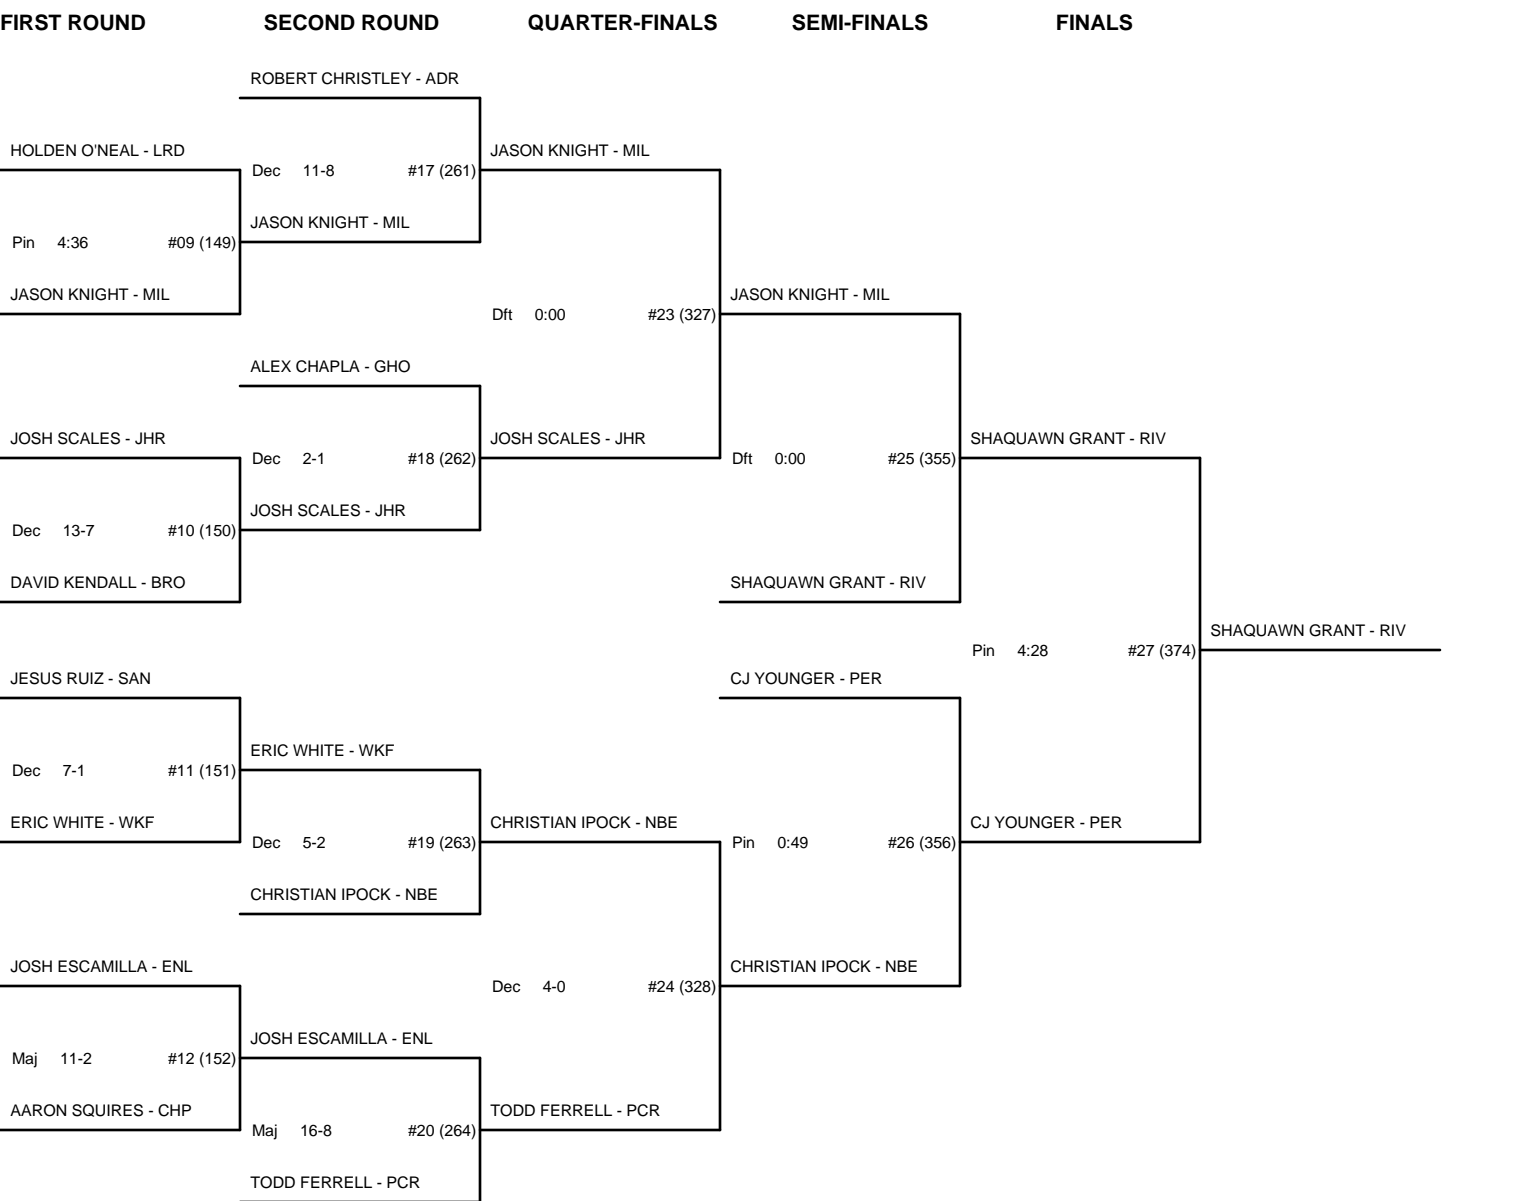 FIRST ROUND SECOND ROUND QUARTER-FINALS SEMI-FINALS FINALS
ROBERT CHRISTLEY - ADR
HOLDEN O'NEAL - LRD JASON KNIGHT - MIL
Dec 11-8 #17 (261)
JASON KNIGHT - MIL
Pin 4:36 #09 (149)
JASON KNIGHT - MIL JASON KNIGHT - MIL
Dft 0:00 #23 (327)
ALEX CHAPLA - GHO
JOSH SCALES - JHR JOSH SCALES - JHR SHAQUAWN GRANT - RIV
Dec 2-1 #18 (262) Dft 0:00 #25 (355)
JOSH SCALES - JHR
Dec 13-7 #10 (150)
DAVID KENDALL - BRO SHAQUAWN GRANT - RIV
SHAQUAWN GRANT - RIV
Pin 4:28 #27 (374)
JESUS RUIZ - SAN CJ YOUNGER - PER
ERIC WHITE - WKF
Dec 7-1 #11 (151)
ERIC WHITE - WKF CHRISTIAN IPOCK - NBE CJ YOUNGER - PER
Dec 5-2 #19 (263) Pin 0:49 #26 (356)
CHRISTIAN IPOCK - NBE
JOSH ESCAMILLA - ENL CHRISTIAN IPOCK - NBE
Dec 4-0 #24 (328)
JOSH ESCAMILLA - ENL
Maj 11-2 #12 (152)
AARON SQUIRES - CHP TODD FERRELL - PCR
Maj 16-8 #20 (264)
TODD FERRELL - PCR